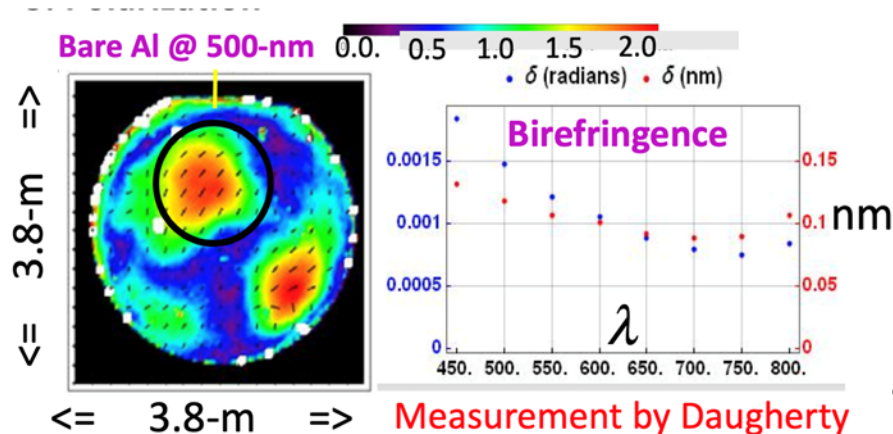 Bare Al @ 500-nm
0.0. 0.5 1.0 1.5 2.0
δ (radians) δ (nm)
Birefringence
0.0015
0.001
0.0005
0
0.15
0.1
0.05
0
nm
λ
450. 500. 550. 600. 650. 700. 750. 800.
<= 3.8-m =>
<= 3.8-m =>
Measurement by Daugherty